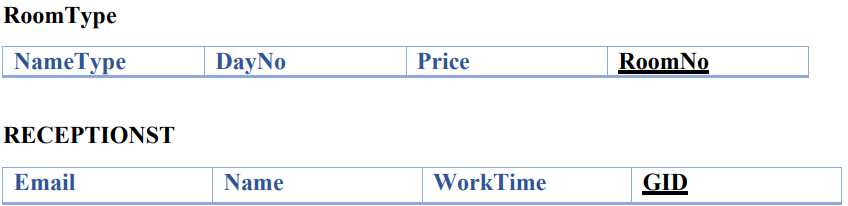 RoomType
NameType DayNo Price RoomNo
RECEPTIONST
Email Name WorkTime GID